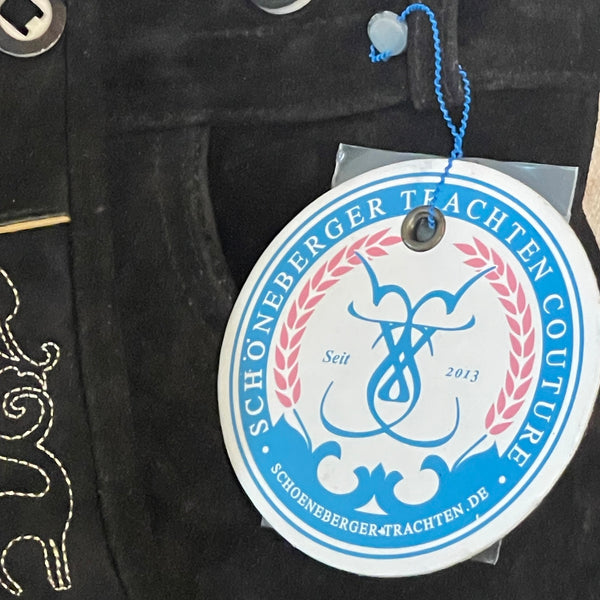 SCHÖNEBERGER TRACHTEN COUTURE
Seit 2013
• SCHOENEBERGER-TRACHTEN.DE •